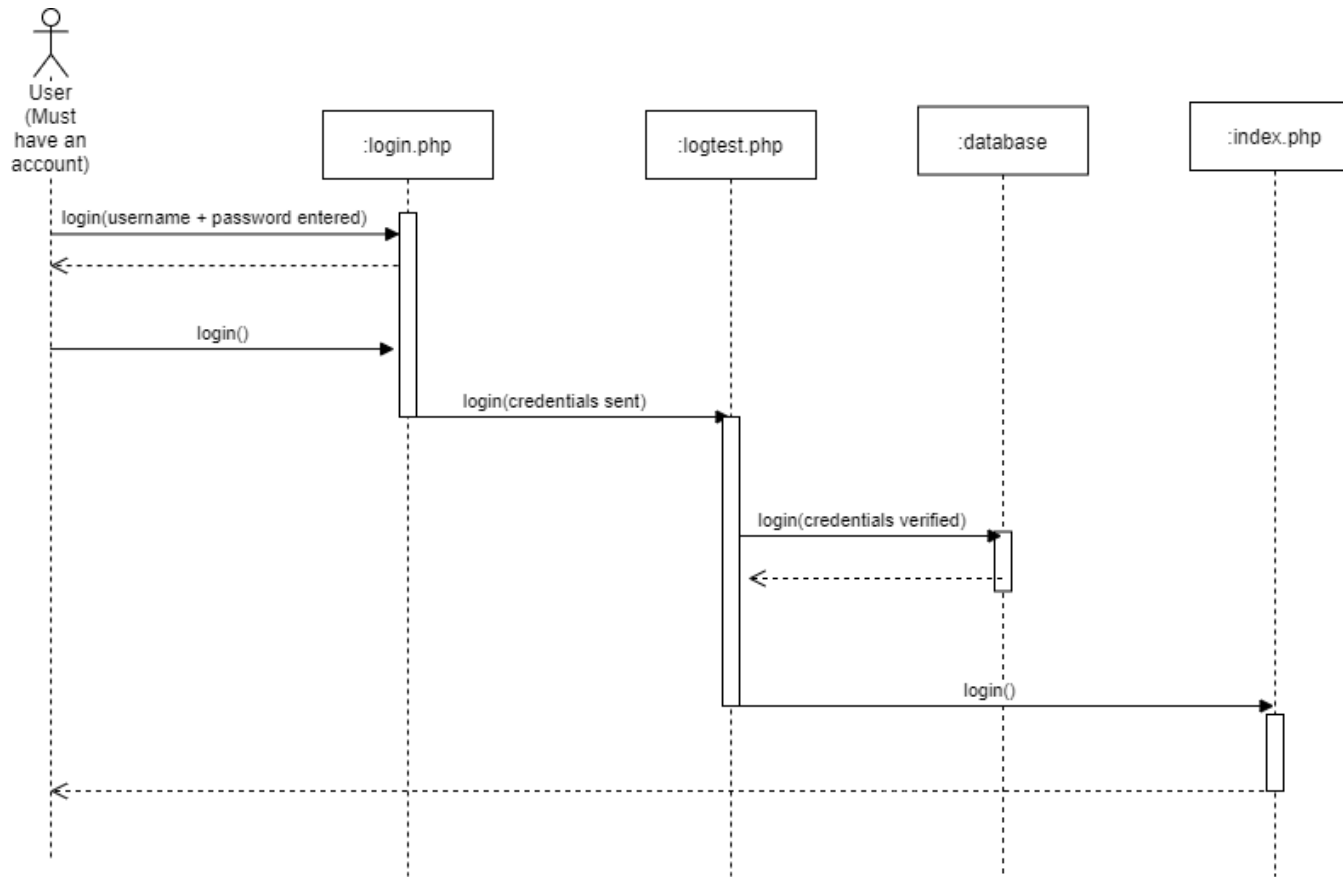 User
(Must
have an
account)
:login.php
:logtest.php
:database
:index.php
login(username + password entered)
login()
login(credentials sent)
login(credentials verified)
login()